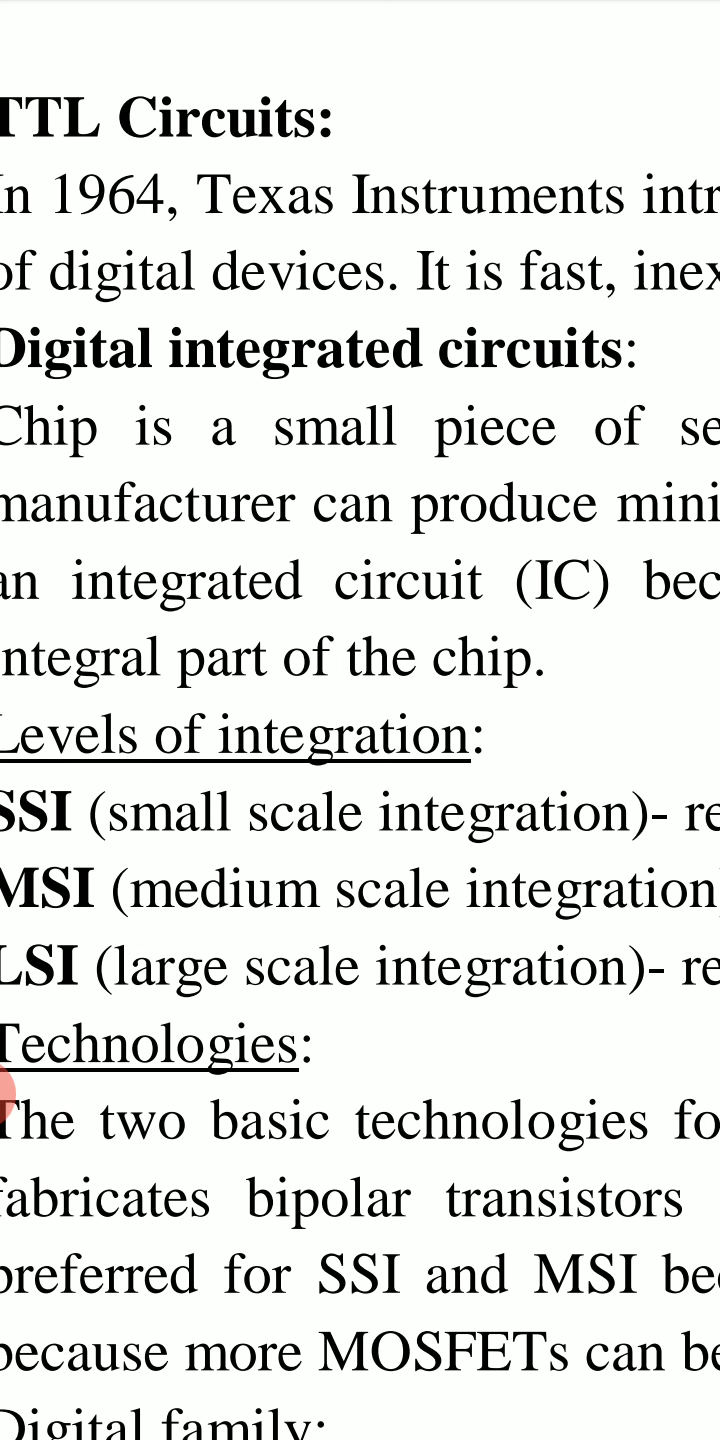 TTL Circuits:
In 1964, Texas Instruments intr
of digital devices. It is fast, inex
Digital integrated circuits:
Chip is a small piece of se
manufacturer can produce mini
an integrated circuit (IC) bec
integral part of the chip.
Levels of integration:
SSI (small scale integration)- re
MSI (medium scale integration)
LSI (large scale integration)- re
Technologies:
The two basic technologies fo
fabricates bipolar transistors
preferred for SSI and MSI bec
because more MOSFETs can be
Digital family: